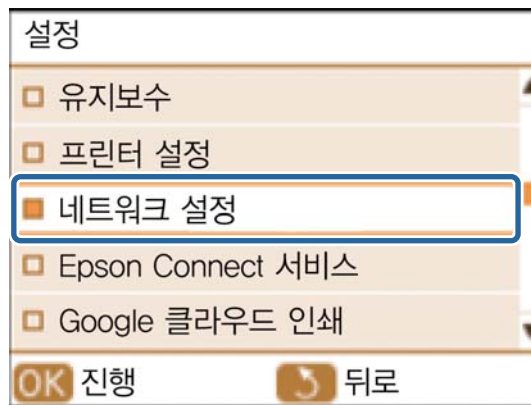 설정
유지보수
프린터 설정
네트워크 설정
Epson Connect 서비스
Google 클라우드 인쇄
OK 진행 뒤로